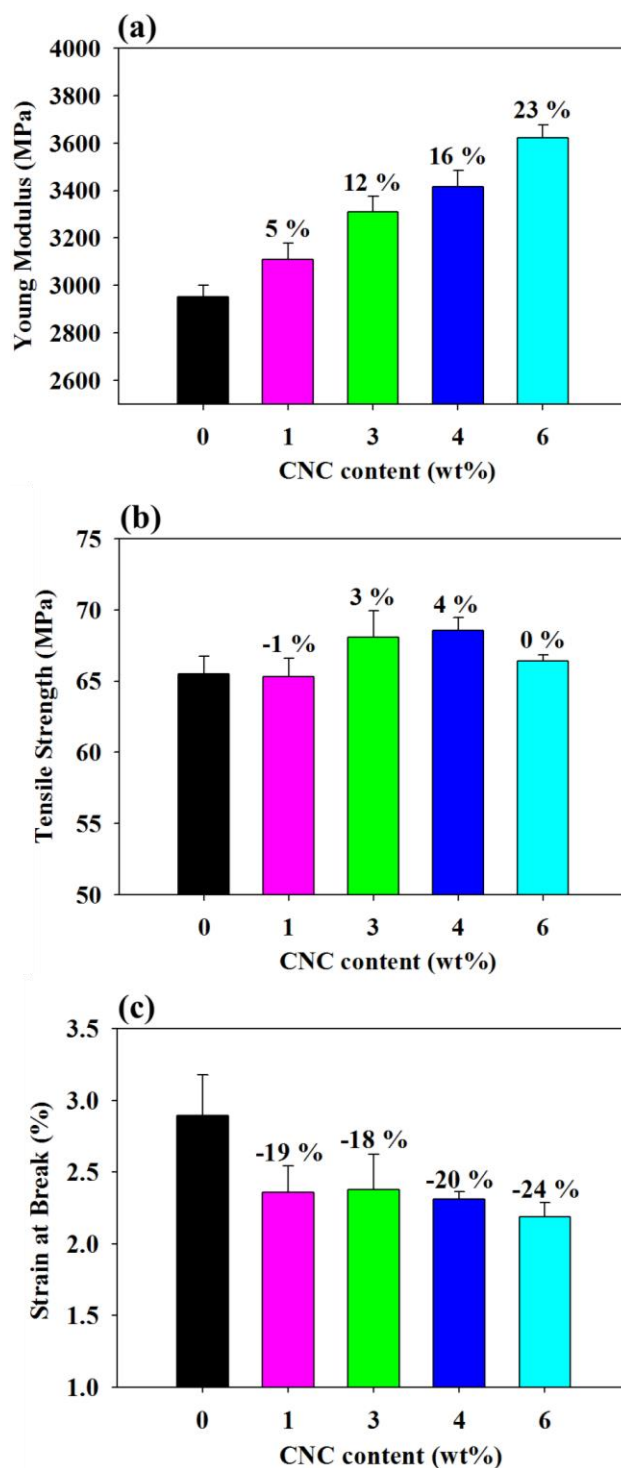 (a)
Young Modulus (MPa)
4000
3800
3600
3400
3200
3000
2800
2600
5 %
12 %
16 %
23 %
0 1 3 4 6
CNC content (wt%)
(b)
Tensile Strength (MPa)
75
70
65
60
55
50
-1 %
3 %
4 %
0 %
0 1 3 4 6
CNC content (wt%)
(c)
Strain at Break (%)
3.5
3.0
2.5
2.0
1.5
1.0
-19 %
-18 %
-20 %
-24 %
0 1 3 4 6
CNC content (wt%)